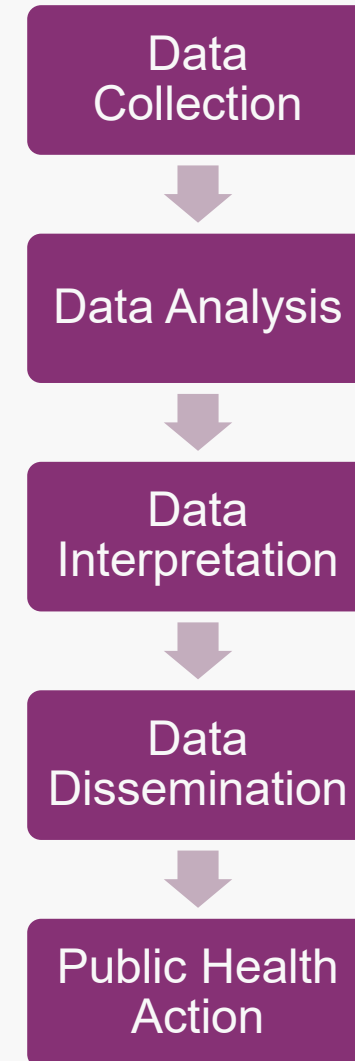 Data
Collection
Data Analysis
Data
Interpretation
Data
Dissemination
Public Health
Action